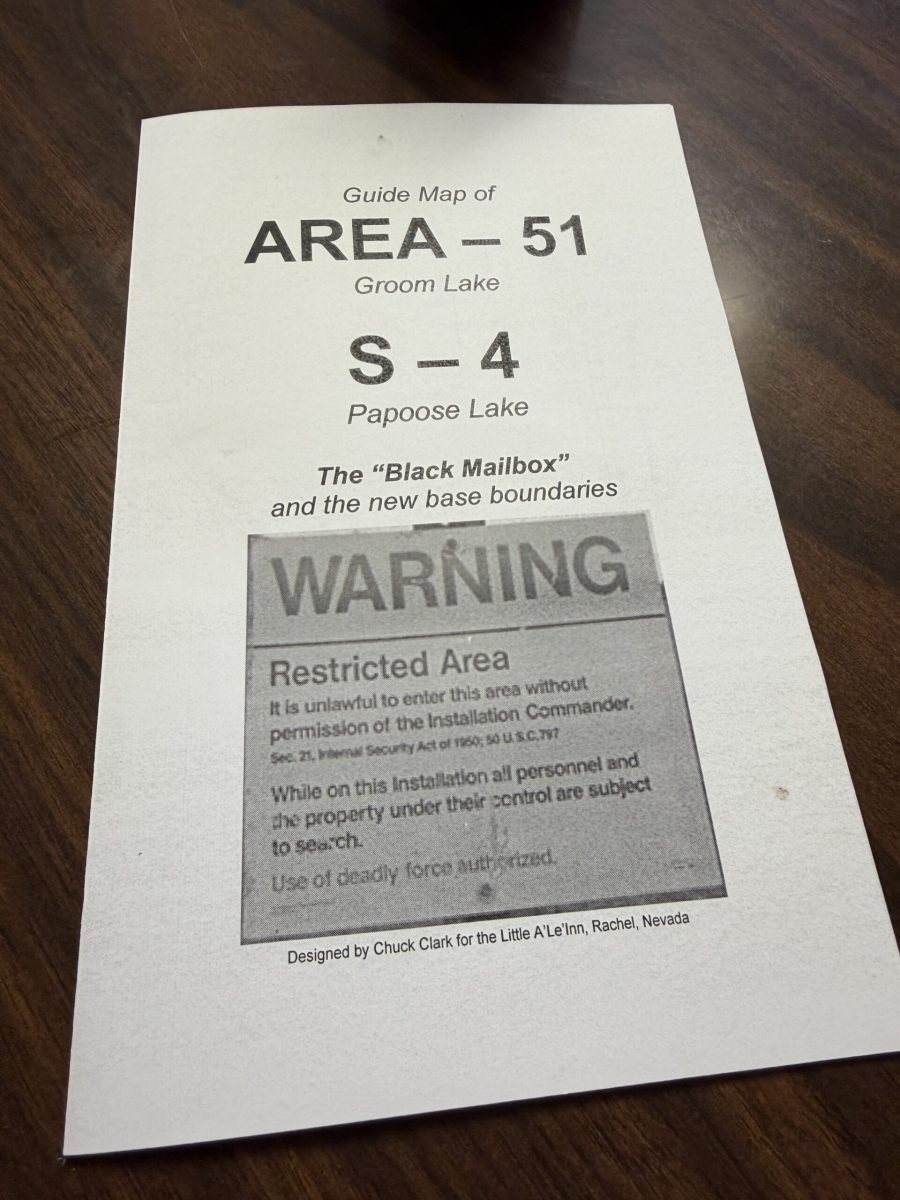 Guide Map of
AREA – 51
Groom Lake
S – 4
Papoose Lake
The “Black Mailbox”
and the new base boundaries
WARNING
Restricted Area
It is unlawful to enter this area without
permission of the Installation Commander.
Sec. 21, Internal Security Act of 1950; 50 U.S.C. 797
While on this Installation all personnel and
the property under their control are subject
to search.
Use of deadly force authorized.
Designed by Chuck Clark for the Little A'Le'Inn, Rachel, Nevada